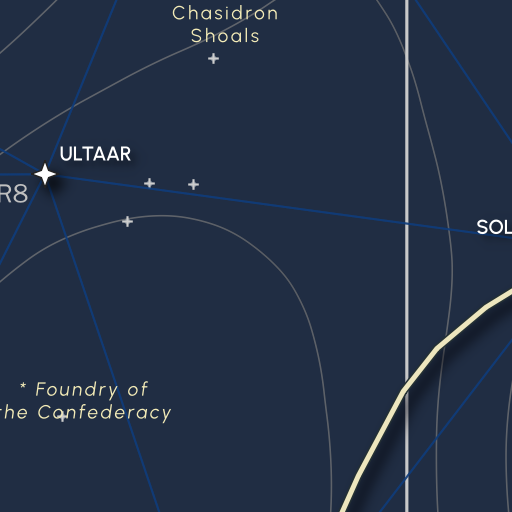 Chasidron
Shoals
ULTAAR
R8
SOL
* Foundry of
the Confederacy